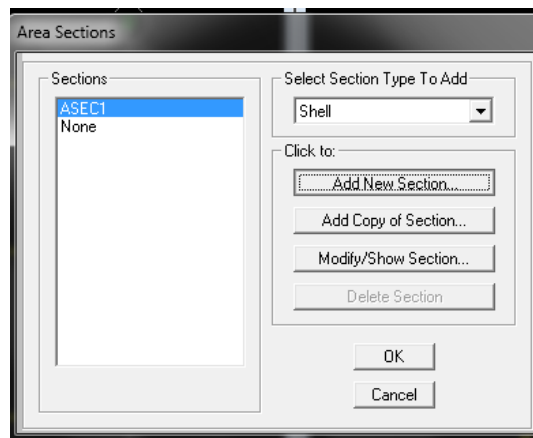 Area Sections
Sections
ASEC1
None
Select Section Type To Add
Shell
Click to:
Add New Section...
Add Copy of Section...
Modify/Show Section...
Delete Section
OK
Cancel